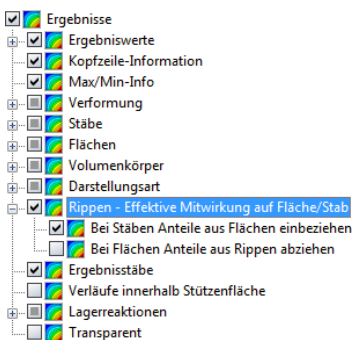 Ergebnisse
Ergebniswerte
Kopfzeile-Information
Max/Min-Info
Verformung
Stäbe
Flächen
Volumenkörper
Darstellungsart
Rippen - Effektive Mitwirkung auf Fläche/Stab
Bei Stäben Anteile aus Flächen einbeziehen
Bei Flächen Anteile aus Rippen abziehen
Ergebnisstäbe
Verläufe innerhalb Stützenfläche
Lagerreaktionen
Transparent